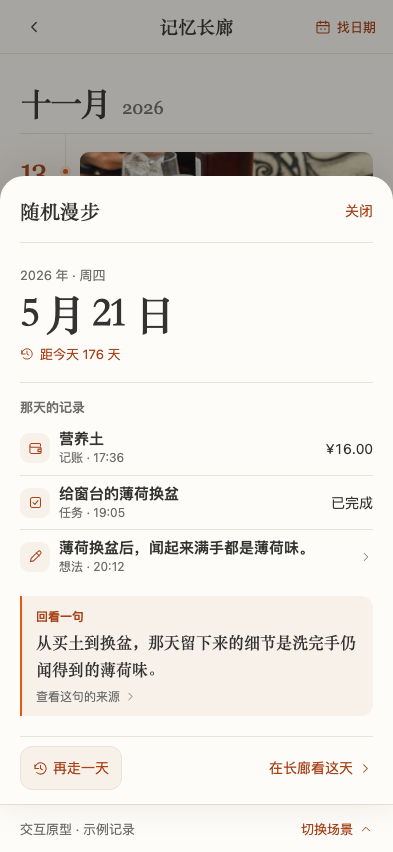 记忆长廊
找日期
十一月 2026
13
随机漫步
关闭
2026 年 · 周四
5 月 21 日
距今天 176 天
那天的记录
营养土
记账 · 17:36
¥16.00
给窗台的薄荷换盆
任务 · 19:05
已完成
薄荷换盆后，闻起来满手都是薄荷味。
想法 · 20:12
回看一句
从买土到换盆，那天留下来的细节是洗完手仍
闻得到的薄荷味。
查看这句的来源
再走一天
在长廊看这天
交互原型 · 示例记录
切换场景